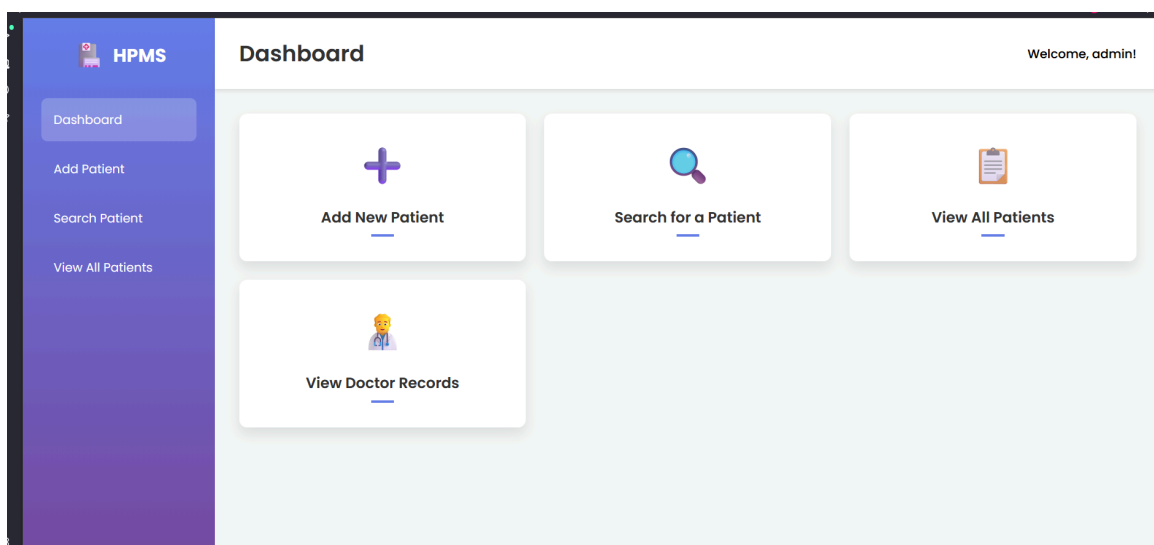 HPMS
Dashboard
Add Patient
Search Patient
View All Patients
Dashboard
Welcome, admin!
Add New Patient
Search for a Patient
View All Patients
View Doctor Records